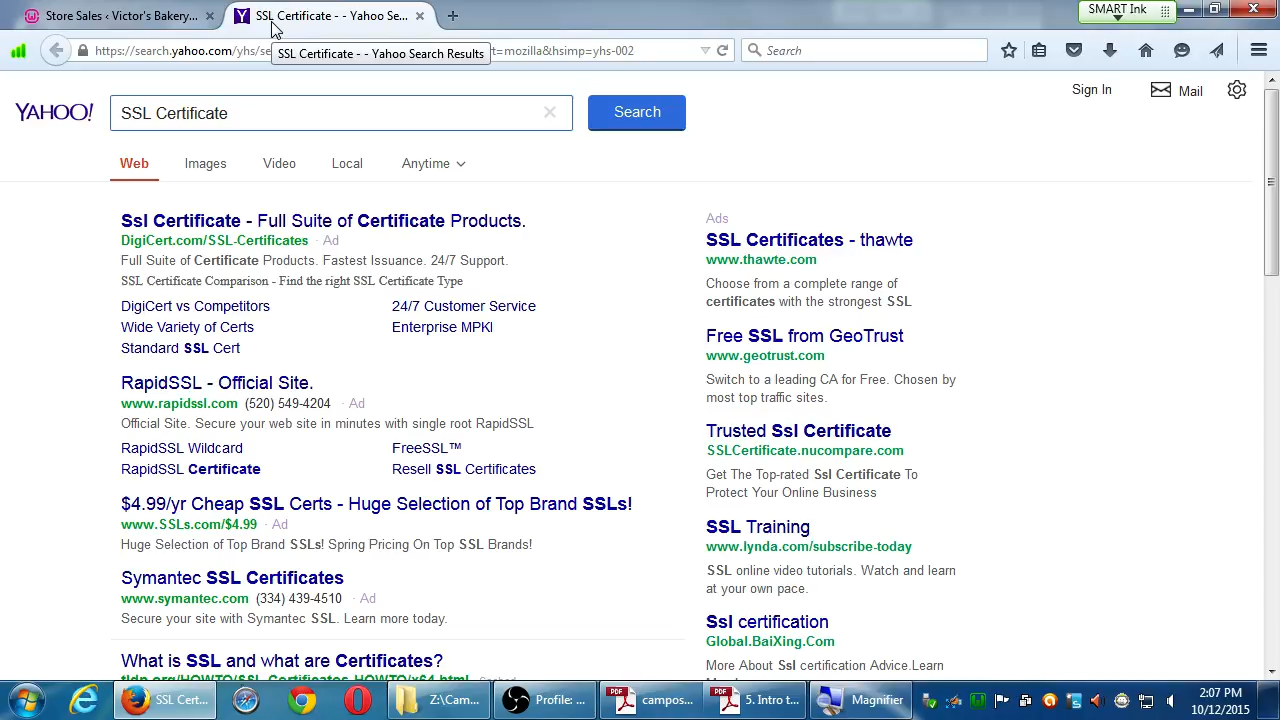 Store Sales ‹ Victor's Bakery...
SSL Certificate - - Yahoo Se...
SMART Ink
https://search.yahoo.com/yhs/se
t=mozilla&hsimp=yhs-002
Search
SSL Certificate - - Yahoo Search Results
Sign In
Mail
YAHOO!
SSL Certificate
Search
Web
Images
Video
Local
Anytime
Ssl Certificate - Full Suite of Certificate Products.
DigiCert.com/SSL-Certificates · Ad
Full Suite of Certificate Products. Fastest Issuance. 24/7 Support.
SSL Certificate Comparison - Find the right SSL Certificate Type
DigiCert vs Competitors
24/7 Customer Service
Wide Variety of Certs
Enterprise MPKI
Standard SSL Cert
RapidSSL - Official Site.
www.rapidssl.com (520) 549-4204 · Ad
Official Site. Secure your web site in minutes with single root RapidSSL
RapidSSL Wildcard
FreeSSL™
RapidSSL Certificate
Resell SSL Certificates
$4.99/yr Cheap SSL Certs - Huge Selection of Top Brand SSLs!
www.SSLs.com/$4.99 · Ad
Huge Selection of Top Brand SSLs! Spring Pricing On Top SSL Brands!
Symantec SSL Certificates
www.symantec.com (334) 439-4510 · Ad
Secure your site with Symantec SSL. Learn more today.
What is SSL and what are Certificates?
tldp.org/HOWTO/SSL-Certificates-HOWTO/x64.html Cached
Ads
SSL Certificates - thawte
www.thawte.com
Choose from a complete range of
certificates with the strongest SSL
Free SSL from GeoTrust
www.geotrust.com
Switch to a leading CA for Free. Chosen by
most top traffic sites.
Trusted Ssl Certificate
SSLCertificate.nucompare.com
Get The Top-rated Ssl Certificate To
Protect Your Online Business
SSL Training
www.lynda.com/subscribe-today
SSL online video tutorials. Watch and learn
at your own pace.
Ssl certification
Global.BaiXing.Com
More About Ssl certification Advice.Learn
SSL Cert...
Z:\Cam...
Profile: ...
campos...
5. Intro t...
Magnifier
2:07 PM
10/12/2015